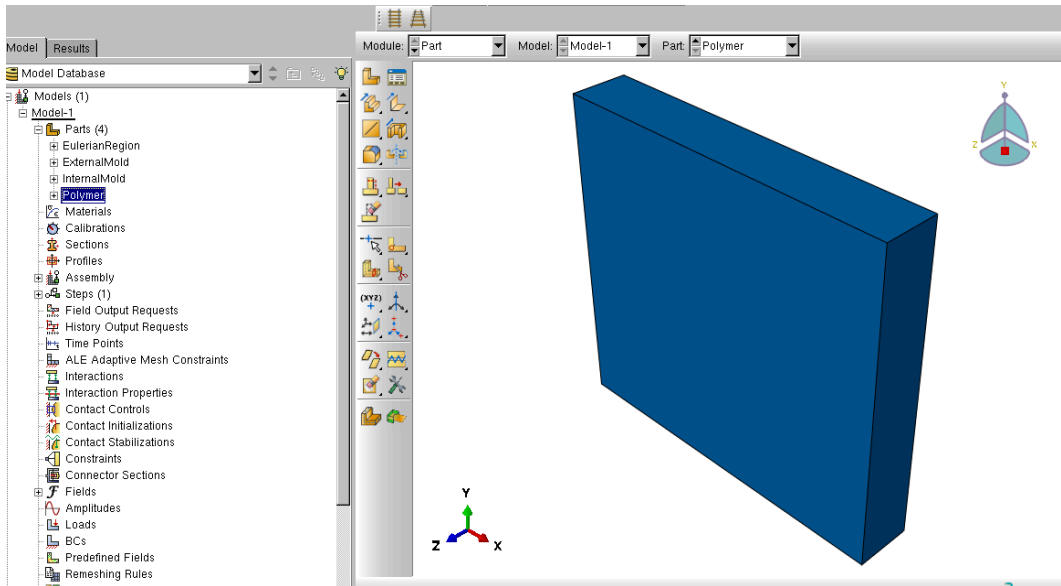 Model Results
Module: Part Model: Model-1 Part: Polymer
Model Database
Models (1)
Model-1
Parts (4)
EulerianRegion
ExternalMold
InternalMold
Polymer
Materials
Calibrations
Sections
Profiles
Assembly
Steps (1)
Field Output Requests
History Output Requests
Time Points
ALE Adaptive Mesh Constraints
Interactions
Interaction Properties
Contact Controls
Contact Initializations
Contact Stabilizations
Constraints
Connector Sections
Fields
Amplitudes
Loads
BCs
Predefined Fields
Remeshing Rules
(XYZ)
Y
Z X
Y
Z X